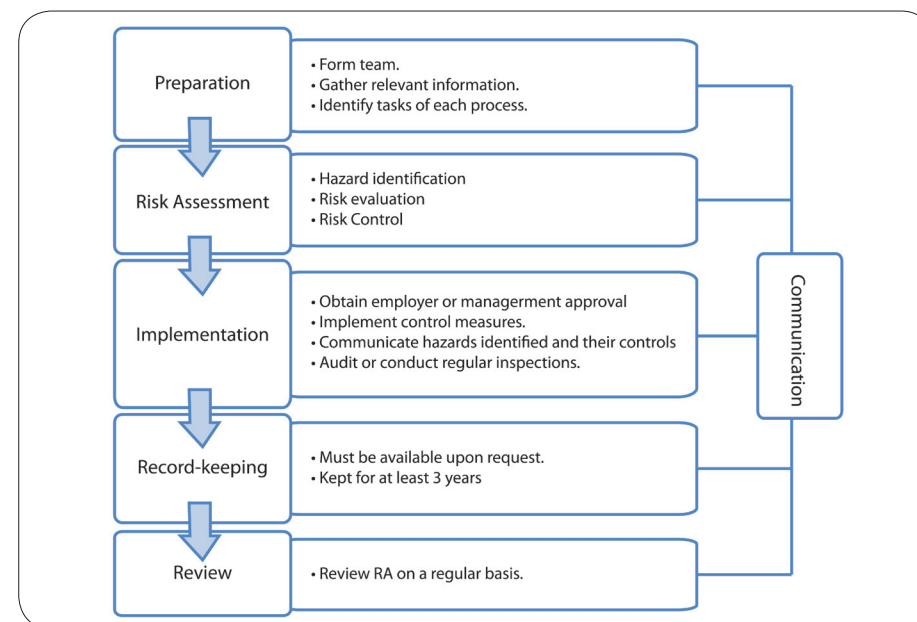 Preparation
• Form team.
• Gather relevant information.
• Identify tasks of each process.
Risk Assessment
• Hazard identification
• Risk evaluation
• Risk Control
Implementation
• Obtain employer or management approval
• Implement control measures.
• Communicate hazards identified and their controls
• Audit or conduct regular inspections.
Record-keeping
• Must be available upon request.
• Kept for at least 3 years
Review
• Review RA on a regular basis.
Communication